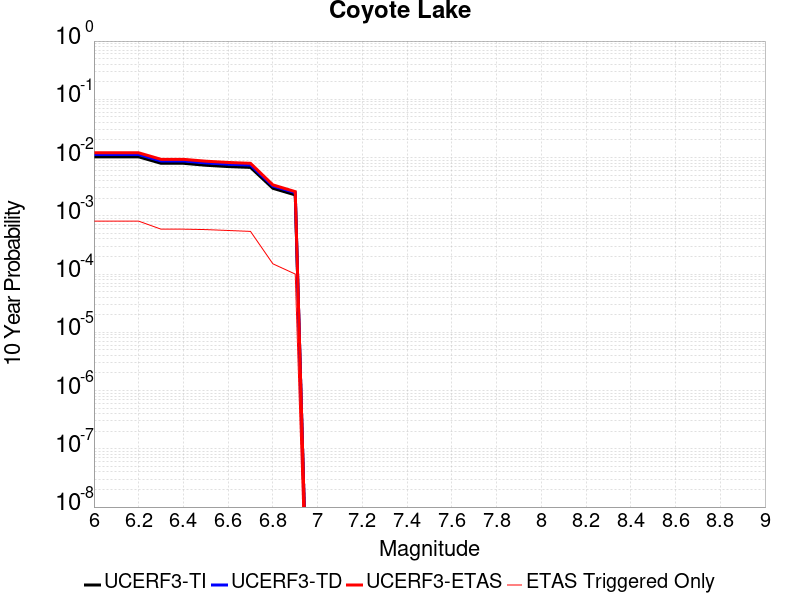 Coyote Lake
10 0
10 -1
10 -2
10 -3
10 -4
10 -5
10 -6
10 -7
10 -8
10 Year Probability
6 6.2 6.4 6.6 6.8 7 7.2 7.4 7.6 7.8 8 8.2 8.4 8.6 8.8 9
Magnitude
UCERF3-TI UCERF3-TD UCERF3-ETAS ETAS Triggered Only